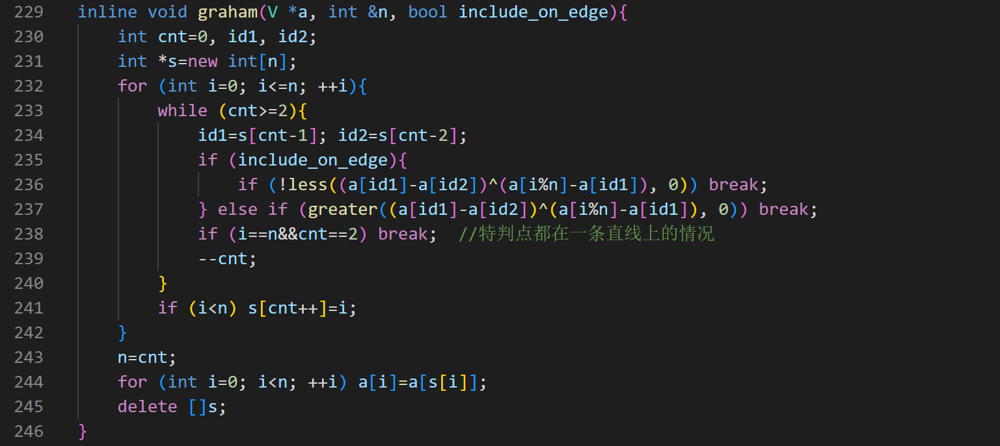 229 inline void graham(V *a, int &n, bool include_on_edge){
230 int cnt=0, id1, id2;
231 int *s=new int[n];
232 for (int i=0; i<=n; ++i){
233 while (cnt>=2){
234 id1=s[cnt-1]; id2=s[cnt-2];
235 if (include_on_edge){
236 if (!less((a[id1]-a[id2])^(a[i%n]-a[id1]), 0)) break;
237 } else if (greater((a[id1]-a[id2])^(a[i%n]-a[id1]), 0)) break;
238 if (i==n&&cnt==2) break;  //特判点都在一条直线上的情况
239 --cnt;
240 }
241 if (i<n) s[cnt++]=i;
242 }
243 n=cnt;
244 for (int i=0; i<n; ++i) a[i]=a[s[i]];
245 delete []s;
246 }